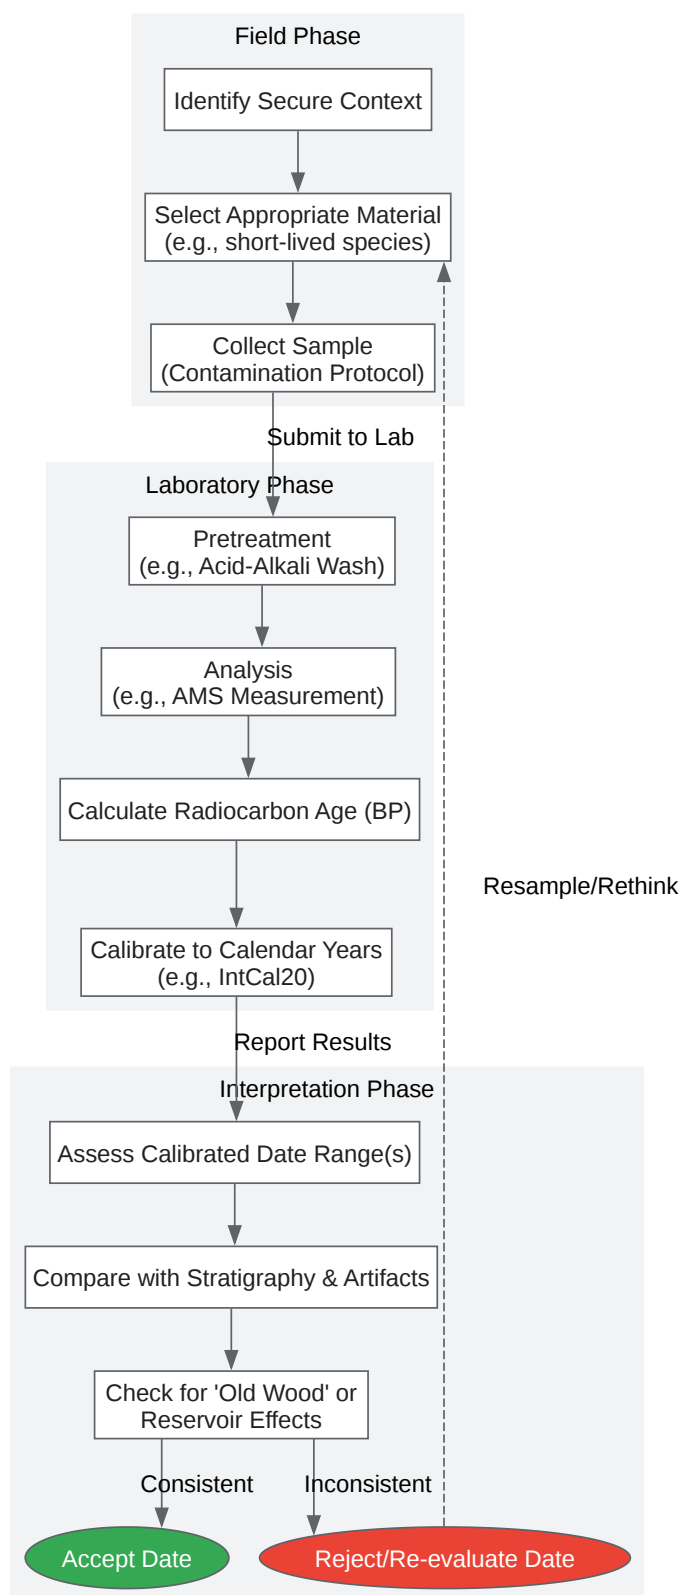 Field Phase
Identify Secure Context
Select Appropriate Material
(e.g., short-lived species)
Collect Sample
(Contamination Protocol)
Submit to Lab
Laboratory Phase
Pretreatment
(e.g., Acid-Alkali Wash)
Analysis
(e.g., AMS Measurement)
Calculate Radiocarbon Age (BP)
Resample/Rethink
Calibrate to Calendar Years
(e.g., IntCal20)
Report Results
Interpretation Phase
Assess Calibrated Date Range(s)
Compare with Stratigraphy & Artifacts
Check for 'Old Wood' or
Reservoir Effects
Consistent
Inconsistent
Accept Date
Reject/Re-evaluate Date